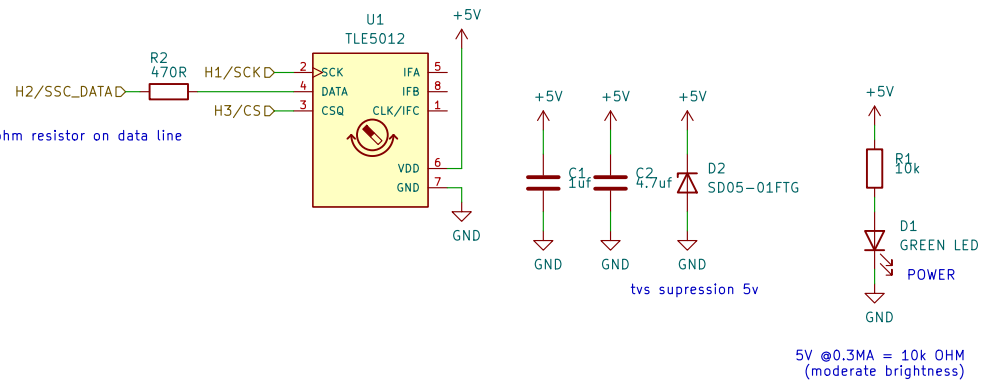 U1
TLE5012
+5V
R2
470R
H1/SCK
H2/SSC_DATA
H3/CS
2
4
3
SCK
DATA
CSQ
IFA
IFB
CLK/IFC
VDD
GND
5
8
1
6
7
GND
ohm resistor on data line
+5V
C1
1uf
GND
+5V
C2
4.7uf
GND
+5V
D2
SD05-01FTG
GND
tvs supression 5v
+5V
R1
10k
D1
GREEN LED
POWER
GND
5V @0.3MA = 10k OHM
(moderate brightness)